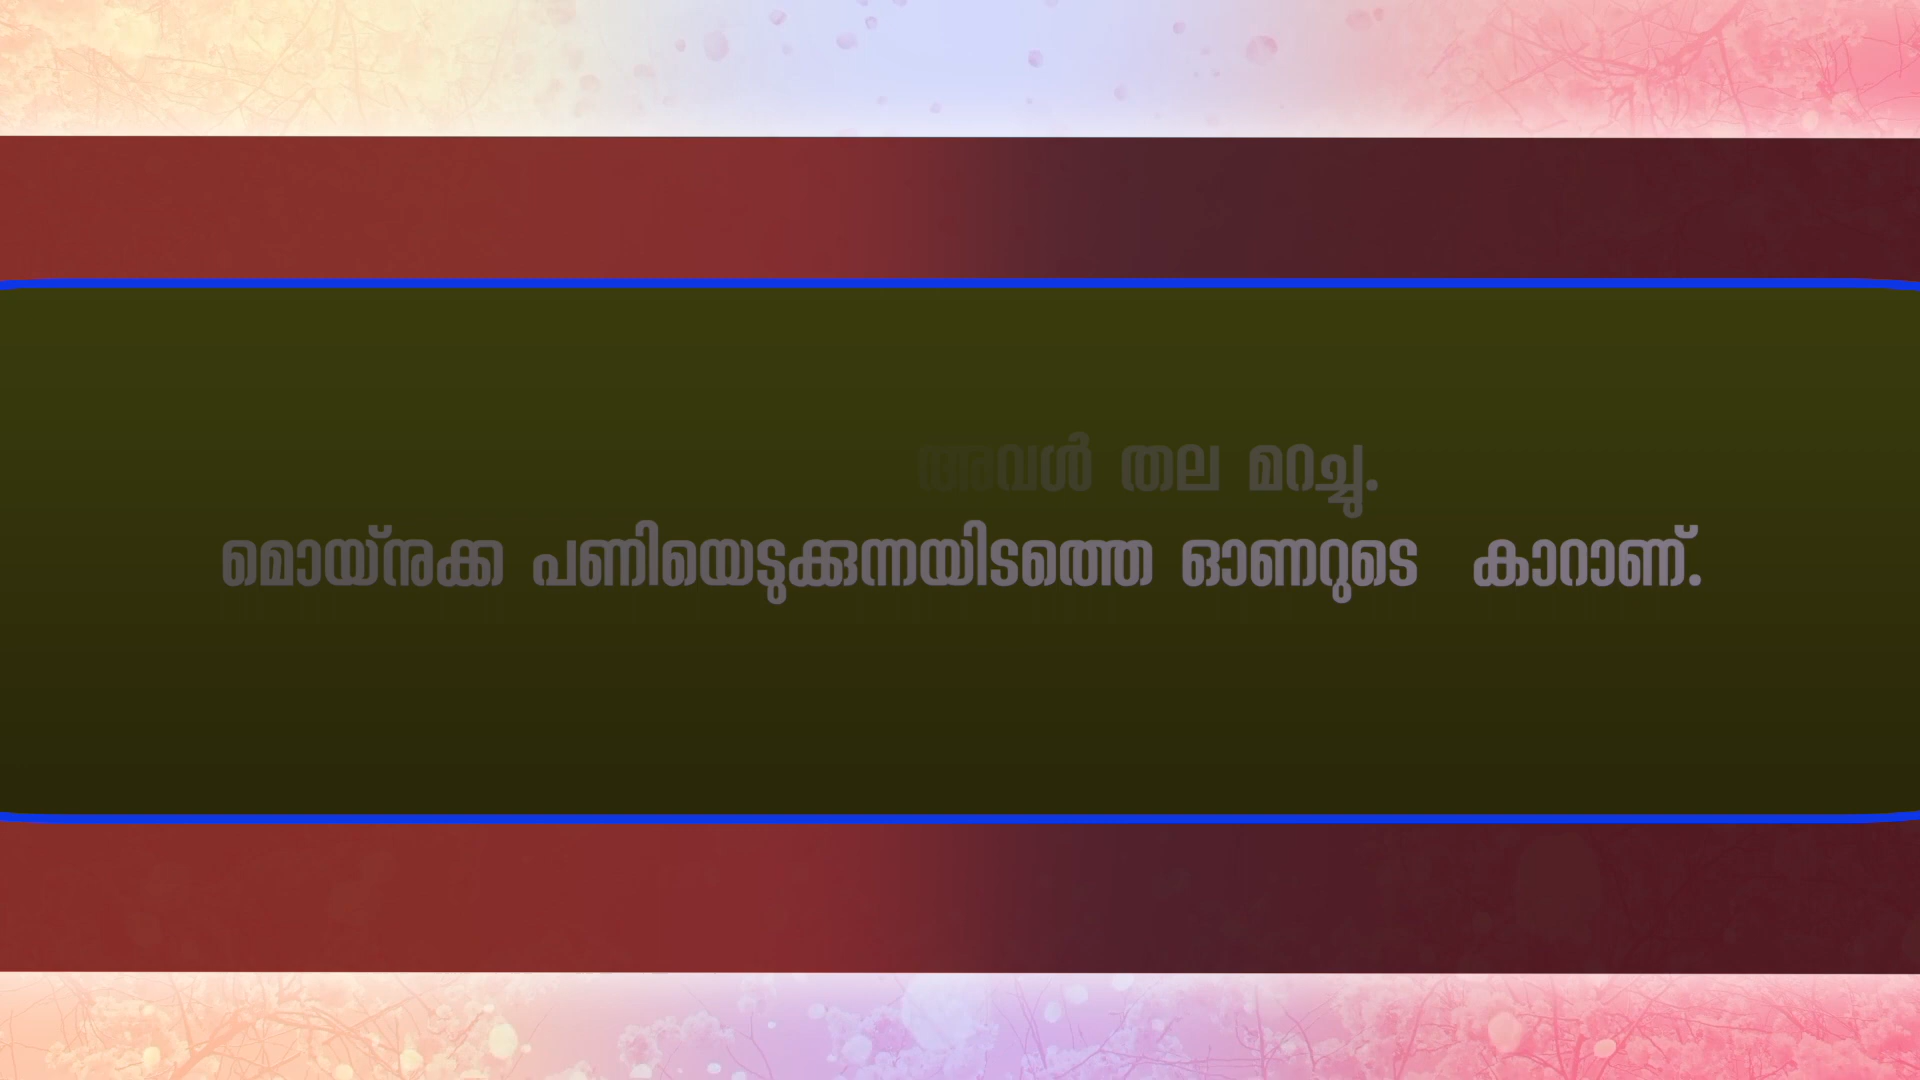 അവൾ തല മറച്ചു.
മൊയ്‌നുക്ക പണിയെടുക്കുന്നയിടത്തെ ഓണറുടെ കാറാണ്.